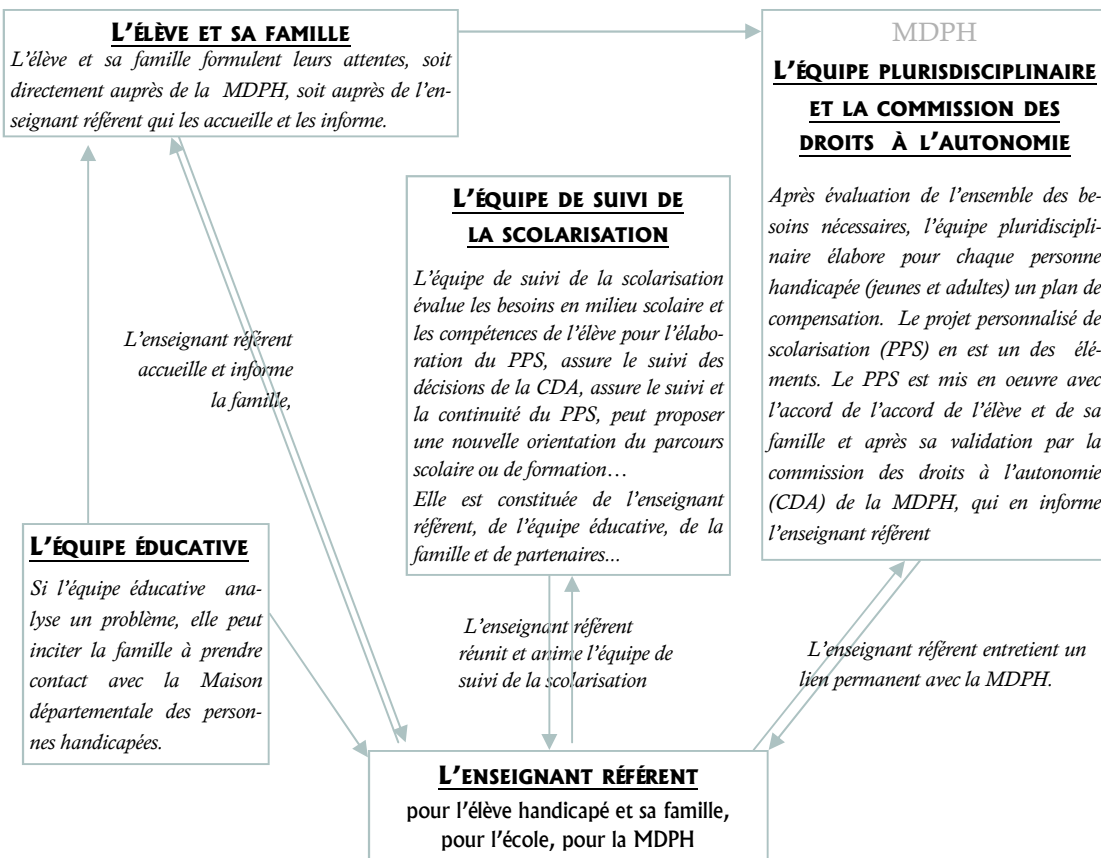 L'ÉLÈVE ET SA FAMILLE
L'élève et sa famille formulent leurs attentes, soit
directement auprès de la MDPH, soit auprès de l'en-
seignant référent qui les accueille et les informe.
MDPH
L'ÉQUIPE PLURISDISCIPLINAIRE
ET LA COMMISSION DES
DROITS À L'AUTONOMIE
Après évaluation de l'ensemble des be-
soins nécessaires, l'équipe pluridiscipli-
naire élabore pour chaque personne
handicapée (jeunes et adultes) un plan de
compensation. Le projet personnalisé de
scolarisation (PPS) en est un des élé-
ments. Le PPS est mis en oeuvre avec
l'accord de l'accord de l'élève et de sa
famille et après sa validation par la
commission des droits à l'autonomie
(CDA) de la MDPH, qui en informe
l'enseignant référent
L'ÉQUIPE DE SUIVI DE
LA SCOLARISATION
L'équipe de suivi de la scolarisation
évalue les besoins en milieu scolaire et
les compétences de l'élève pour l'élabo-
ration du PPS, assure le suivi des
décisions de la CDA, assure le suivi et
la continuité du PPS, peut proposer
une nouvelle orientation du parcours
scolaire ou de formation…
Elle est constituée de l'enseignant
référent, de l'équipe éducative, de la
famille et de partenaires...
L'enseignant référent
accueille et informe
la famille,
L'ÉQUIPE ÉDUCATIVE
Si l'équipe éducative ana-
lyse un problème, elle peut
inciter la famille à prendre
contact avec la Maison
départementale des person-
nes handicapées.
L'enseignant référent
réunit et anime l'équipe de
suivi de la scolarisation
L'enseignant référent entretient un
lien permanent avec la MDPH.
L'ENSEIGNANT RÉFÉRENT
pour l'élève handicapé et sa famille,
pour l'école, pour la MDPH